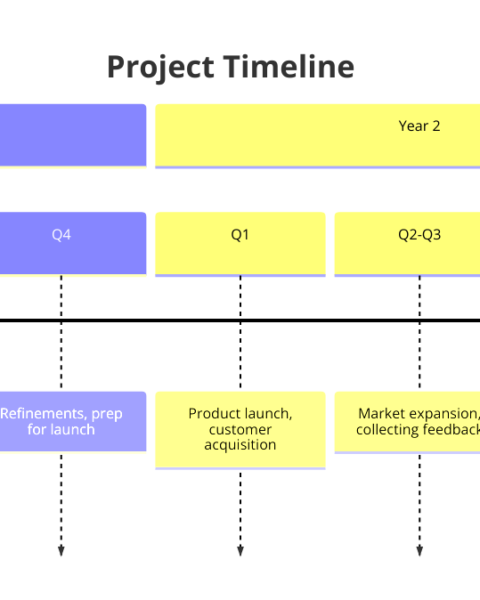 Project Timeline
Year 2
Q4
Q1
Q2-Q3
Refinements, prep
for launch
Product launch,
customer
acquisition
Market expansion,
collecting feedback